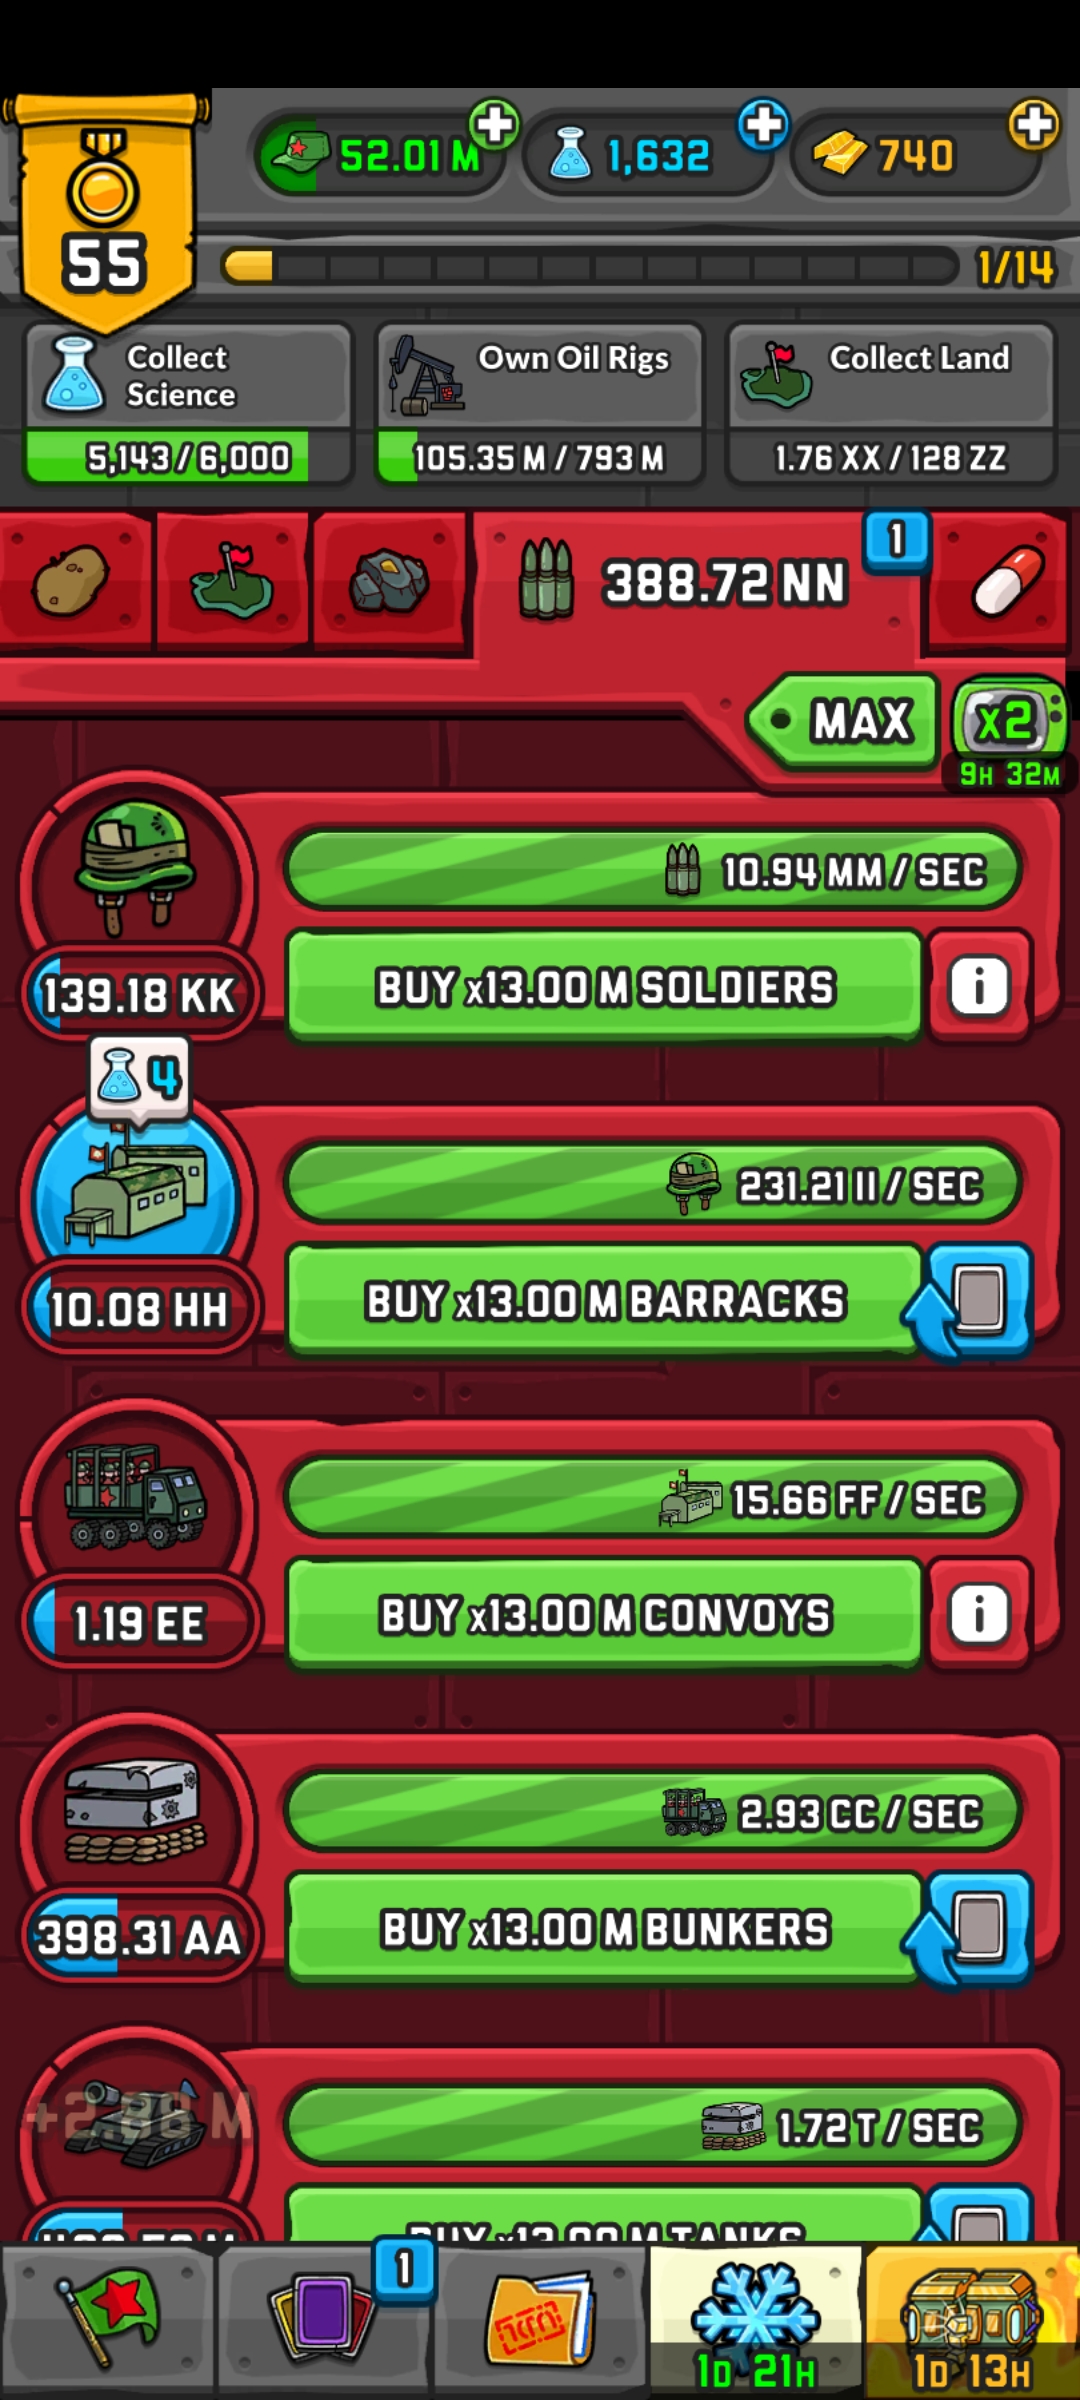 55
52.01 M
1,632
740
1/14
Collect
Science
5,143 / 6,000
Own Oil Rigs
105.35 M / 793 M
Collect Land
1.76 XX / 128 ZZ
388.72 NN
1
MAX
x2
9H 32M
10.94 MM / SEC
139.18 KK
BUY x13.00 M SOLDIERS
i
4
231.21 II / SEC
10.08 HH
BUY x13.00 M BARRACKS
15.66 FF / SEC
1.19 EE
BUY x13.00 M CONVOYS
i
2.93 CC / SEC
398.31 AA
BUY x13.00 M BUNKERS
1.72 T / SEC
BUY x13.00 M TANKS
1
1D 21H
1D 13H